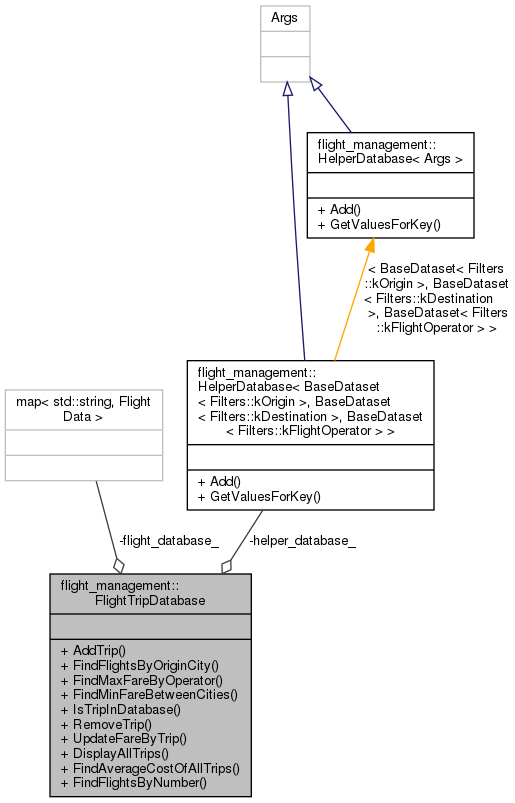 Args
flight_management::
HelperDatabase< Args >
+ Add()
+ GetValuesForKey()
< BaseDataset< Filters
::kOrigin >, BaseDataset
< Filters::kDestination
>, BaseDataset< Filters
::kFlightOperator > >
flight_management::
HelperDatabase< BaseDataset
< Filters::kOrigin >, BaseDataset
< Filters::kDestination >, BaseDataset
< Filters::kFlightOperator > >
+ Add()
+ GetValuesForKey()
map< std::string, Flight
Data >
-flight_database_
-helper_database_
flight_management::
FlightTripDatabase
+ AddTrip()
+ FindFlightsByOriginCity()
+ FindMaxFareByOperator()
+ FindMinFareBetweenCities()
+ IsTripInDatabase()
+ RemoveTrip()
+ UpdateFareByTrip()
+ DisplayAllTrips()
+ FindAverageCostOfAllTrips()
+ FindFlightsByNumber()